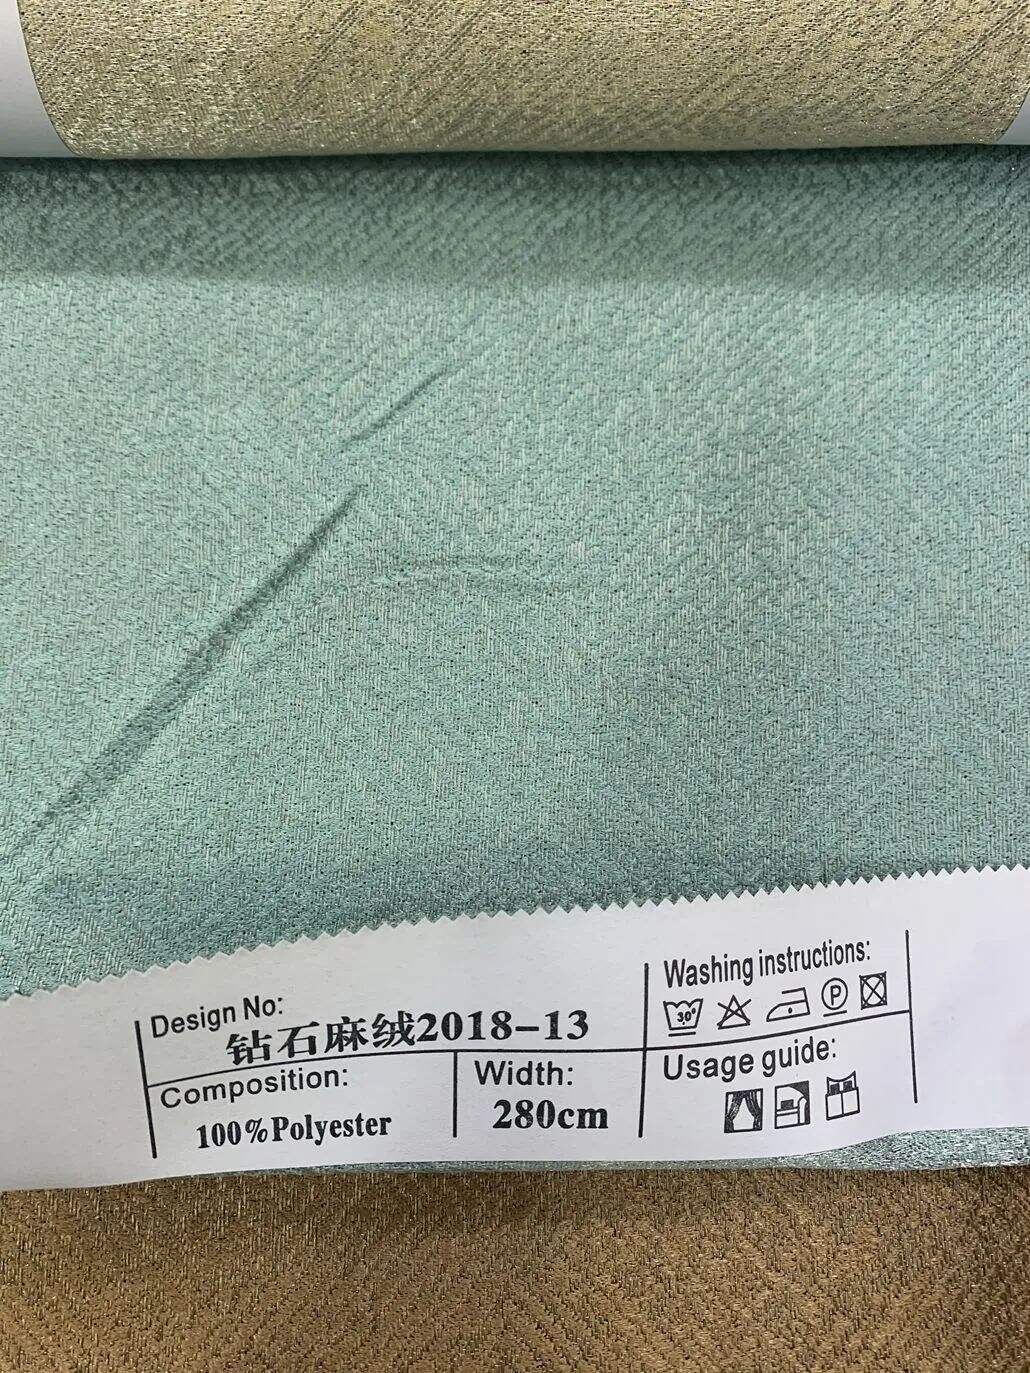 Design No:
钻石麻绒2018-13
Composition:
100%Polyester
Width:
280cm
Washing instructions:
30°
P
Usage guide: